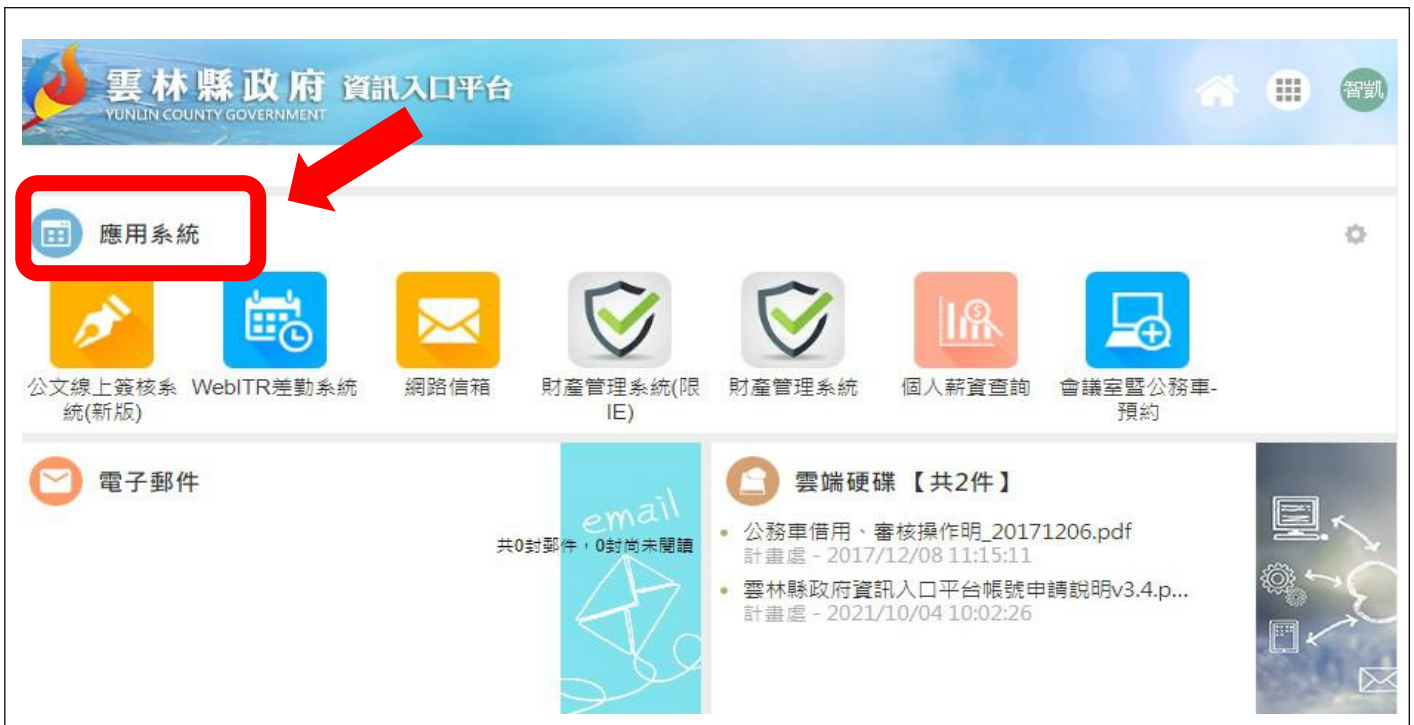 雲林縣政府 資訊入口平台
YUNLIN COUNTY GOVERNMENT
智凱
應用系統
公文線上簽核系
統(新版)
WebITR差勤系統
網路信箱
財產管理系統(限
IE)
財產管理系統
個人薪資查詢
會議室暨公務車-
預約
電子郵件
email
共0封郵件，0封尚未閱讀
雲端硬碟【共2件】
公務車借用、審核操作明_20171206.pdf
計畫處 - 2017/12/08 11:15:11
雲林縣政府資訊入口平台帳號申請說明v3.4.p...
計畫處 - 2021/10/04 10:02:26